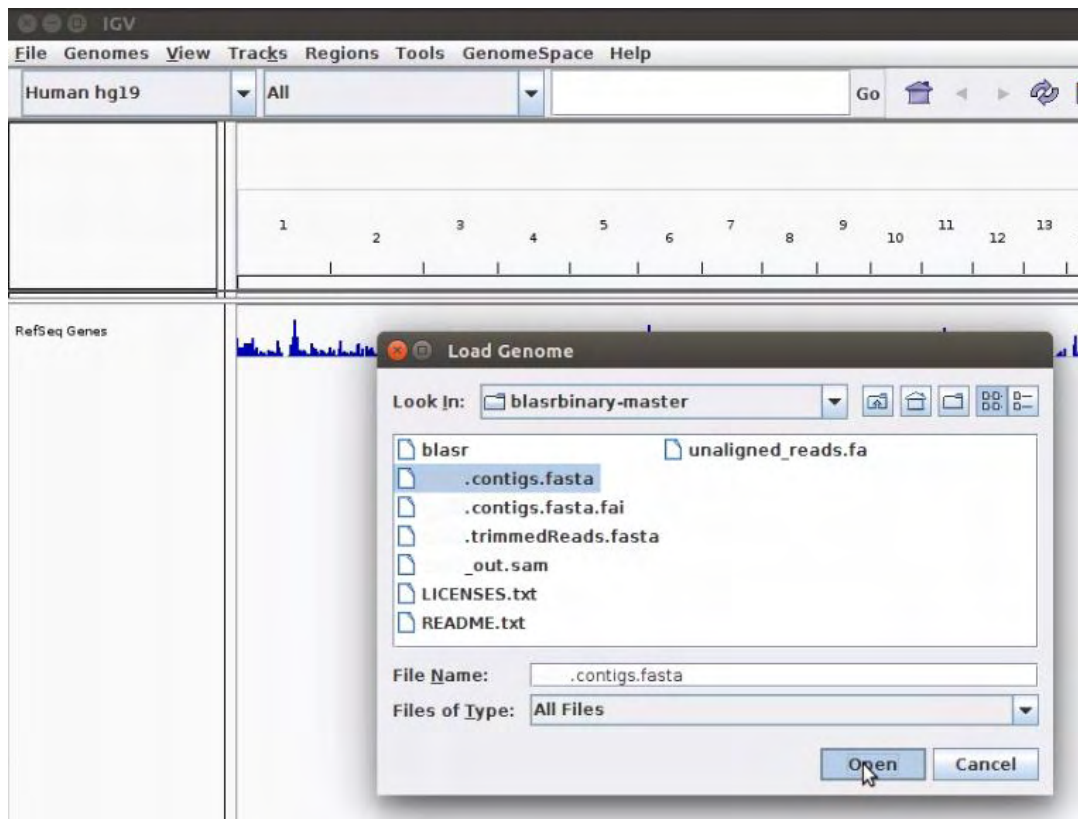 IGV
File Genomes View Tracks Regions Tools GenomeSpace Help
Human hg19 All Go
1 2 3 4 5 6 7 8 9 10 11 12 13
RefSeq Genes
Load Genome
Look In: blasrbinary-master
blasr unaligned_reads.fa
.contigs.fasta
.contigs.fasta.fai
.trimmedReads.fasta
_out.sam
LICENSES.txt
README.txt
File Name: .contigs.fasta
Files of Type: All Files
Open Cancel